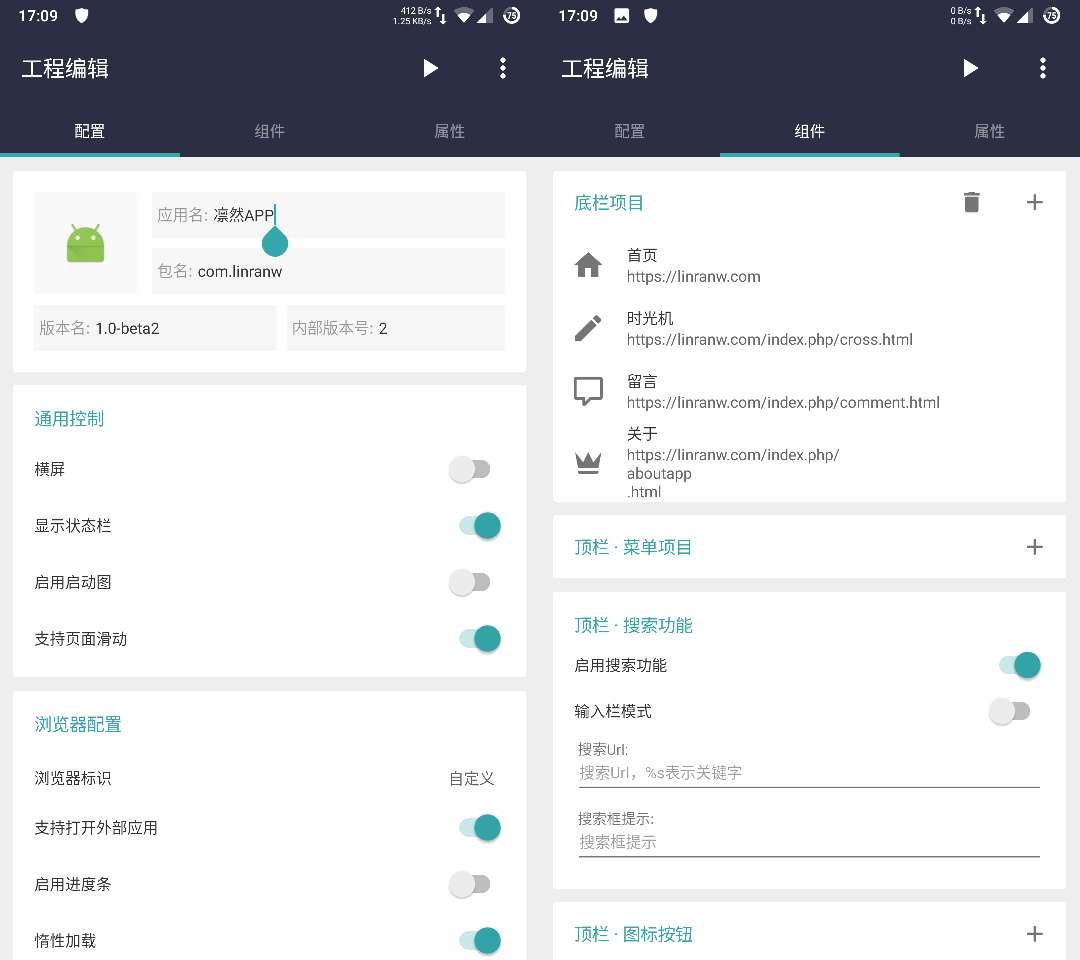 17:09
412 B/s
1.25 KB/s
75
工程编辑
配置
组件
属性
应用名: 凛然APP
包名: com.linranw
版本名: 1.0-beta2
内部版本号: 2
通用控制
横屏
显示状态栏
启用启动图
支持页面滑动
浏览器配置
浏览器标识
自定义
支持打开外部应用
启用进度条
惰性加载
17:09
0 B/s
0 B/s
75
工程编辑
配置
组件
属性
底栏项目
首页
https://linranw.com
时光机
https://linranw.com/index.php/cross.html
留言
https://linranw.com/index.php/comment.html
关于
https://linranw.com/index.php/
aboutapp
.html
顶栏 · 菜单项目
顶栏 · 搜索功能
启用搜索功能
输入栏模式
搜索Url:
搜索Url，%s表示关键字
搜索框提示:
搜索框提示
顶栏 · 图标按钮